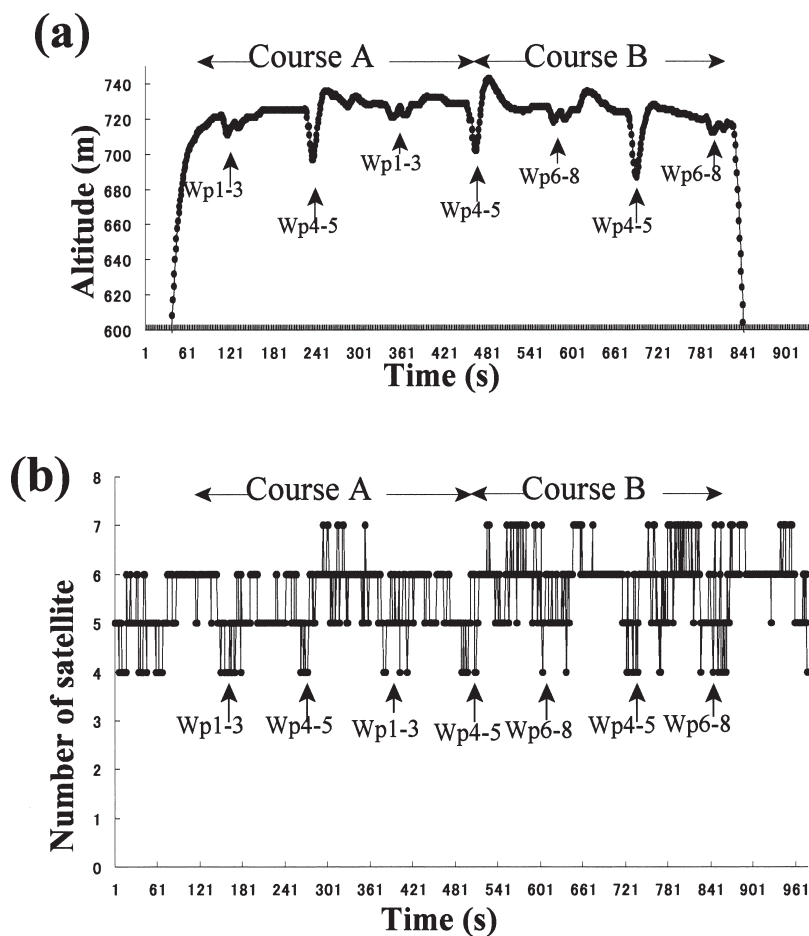 (a)
Course A Course B
740
720
700
680
660
640
620
600
Altitude (m)
Wp1-3
Wp4-5
Wp1-3
Wp4-5
Wp6-8
Wp4-5
Wp6-8
1 61 121 181 241 301 361 421 481 541 601 661 721 781 841 901
Time (s)
(b)
Course A Course B
8
7
6
5
4
3
2
1
0
Number of satellite
Wp1-3 Wp4-5 Wp1-3 Wp4-5 Wp6-8 Wp4-5 Wp6-8
1 61 121 181 241 301 361 421 481 541 601 661 721 781 841 901 961
Time (s)